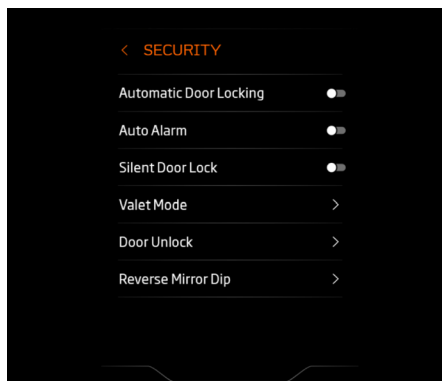 SECURITY
Automatic Door Locking
Auto Alarm
Silent Door Lock
Valet Mode
Door Unlock
Reverse Mirror Dip